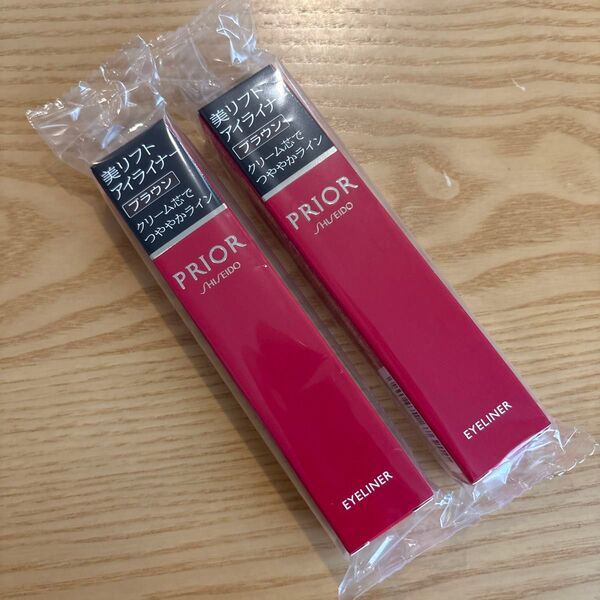 美リフト
アイライナー
ブラウン
クリーム芯で
つややかライン
PRIOR
SHISEIDO
EYELINER
美リフト
アイライナー
ブラウン
クリーム芯で
つややかライン
PRIOR
SHISEIDO
EYELINER